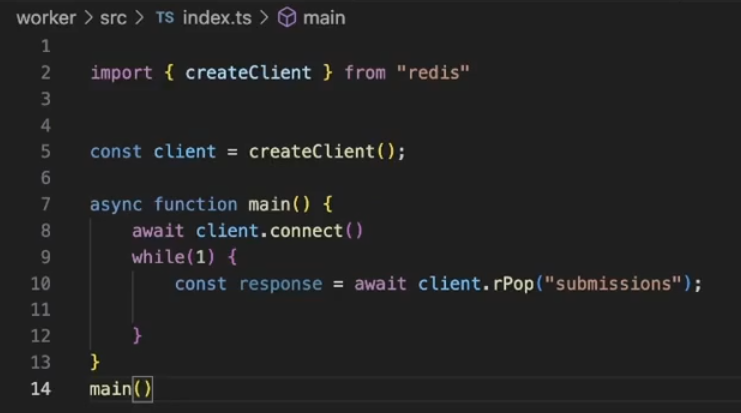 worker > src > TS index.ts > main
1
2 import { createClient } from "redis"
3
4
5 const client = createClient();
6
7 async function main() {
8     await client.connect()
9     while(1) {
10         const response = await client.rPop("submissions");
11
12     }
13 }
14 main()